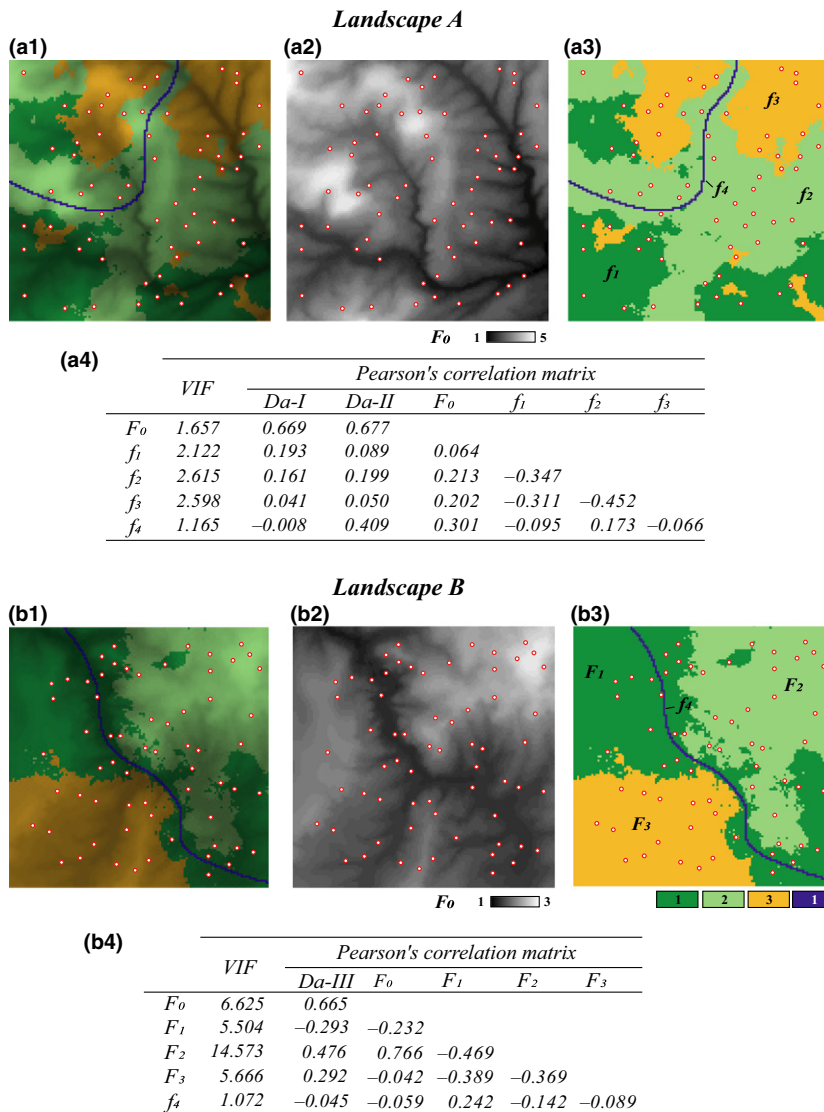 Landscape A
(a1) (a2) (a3)
f3
f4
f2
f1
F0 1 5
(a4)
VIF Pearson's correlation matrix
Da-I Da-II F0 f1 f2 f3
F0 1.657 0.669 0.677
f1 2.122 0.193 0.089 0.064
f2 2.615 0.161 0.199 0.213 −0.347
f3 2.598 0.041 0.050 0.202 −0.311 −0.452
f4 1.165 −0.008 0.409 0.301 −0.095 0.173 −0.066
Landscape B
(b1) (b2) (b3)
F1
F2
f4
F3
F0 1 3
1 2 3 1
(b4)
VIF Pearson's correlation matrix
Da-III F0 F1 F2 F3
F0 6.625 0.665
F1 5.504 −0.293 −0.232
F2 14.573 0.476 0.766 −0.469
F3 5.666 0.292 −0.042 −0.389 −0.369
f4 1.072 −0.045 −0.059 0.242 −0.142 −0.089